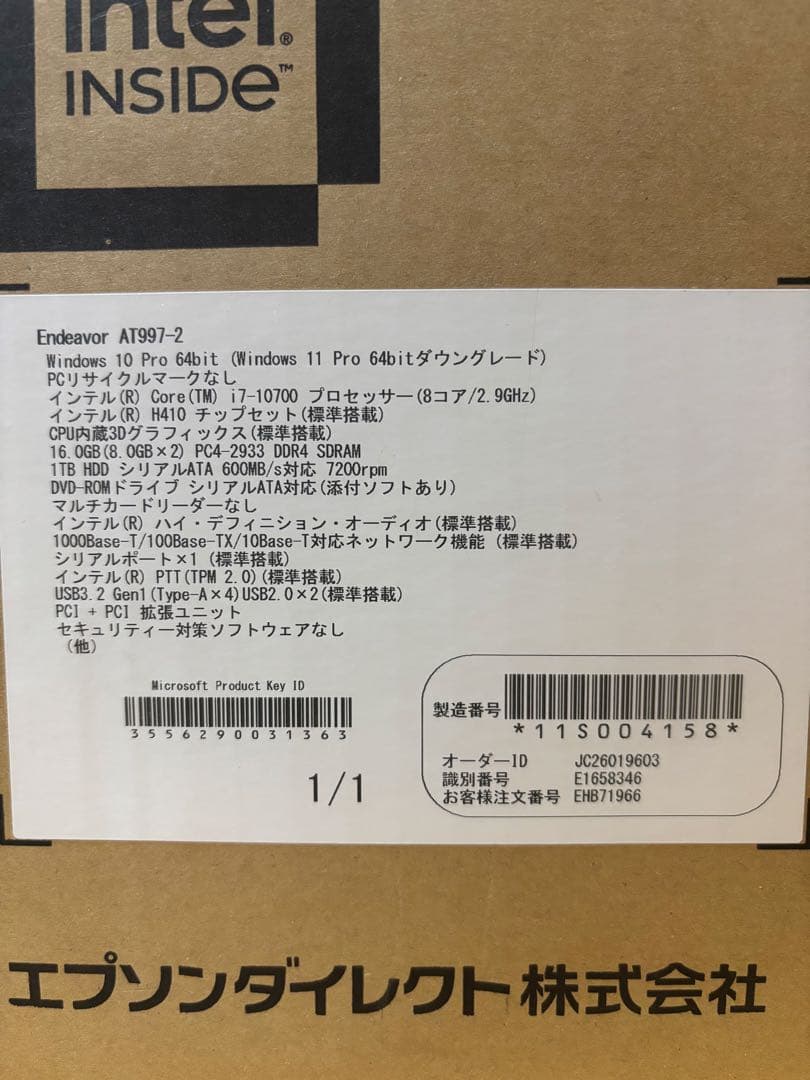 intel®
INSIDe™
Endeavor AT997-2
Windows 10 Pro 64bit (Windows 11 Pro 64bitダウングレード)
PCリサイクルマークなし
インテル(R) Core(TM) i7-10700 プロセッサー(8コア/2.9GHz)
インテル(R) H410 チップセット(標準搭載)
CPU内蔵3Dグラフィックス(標準搭載)
16.0GB(8.0GB×2) PC4-2933 DDR4 SDRAM
1TB HDD シリアルATA 600MB/s対応 7200rpm
DVD-ROMドライブ シリアルATA対応(添付ソフトあり)
マルチカードリーダーなし
インテル(R) ハイ・デフィニション・オーディオ(標準搭載)
1000Base-T/100Base-TX/10Base-T対応ネットワーク機能 (標準搭載)
シリアルポート×1 (標準搭載)
インテル(R) PTT(TPM 2.0)(標準搭載)
USB3.2 Gen1(Type-A×4)USB2.0×2(標準搭載)
PCI + PCI 拡張ユニット
セキュリティー対策ソフトウェアなし
(他)
Microsoft Product Key ID
3556290031363
1/1
製造番号
*11S004158*
オーダーID JC26019603
識別番号 E1658346
お客様注文番号 EHB71966
エプソンダイレクト株式会社